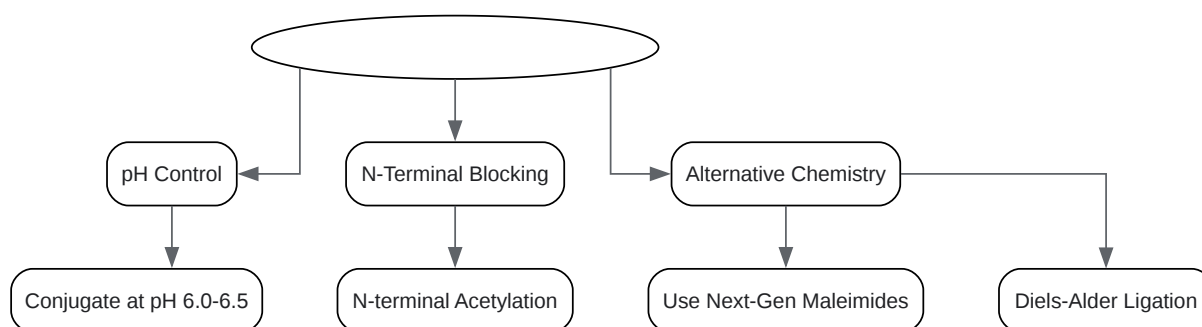 pH Control
N-Terminal Blocking
Alternative Chemistry
Conjugate at pH 6.0-6.5
N-terminal Acetylation
Use Next-Gen Maleimides
Diels-Alder Ligation